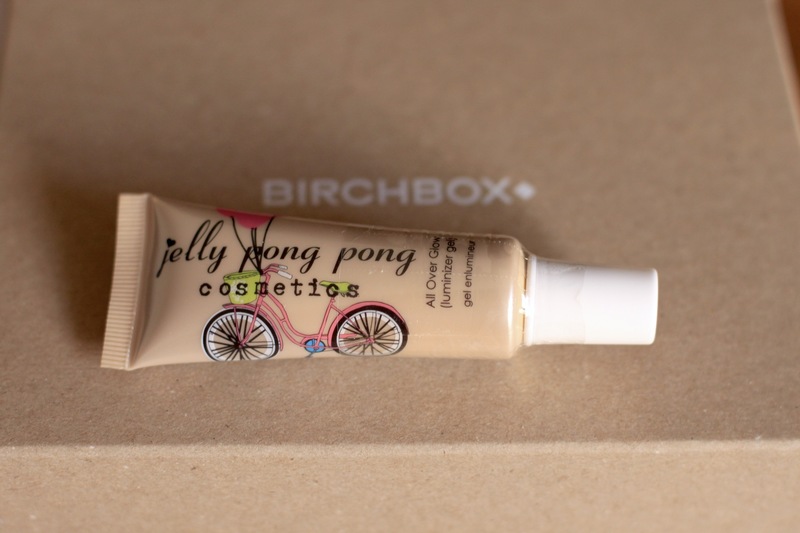 BIRCHBOX
jelly pong pong
cosmetics
All Over Glow
(luminizer gel)
gel enlumineur